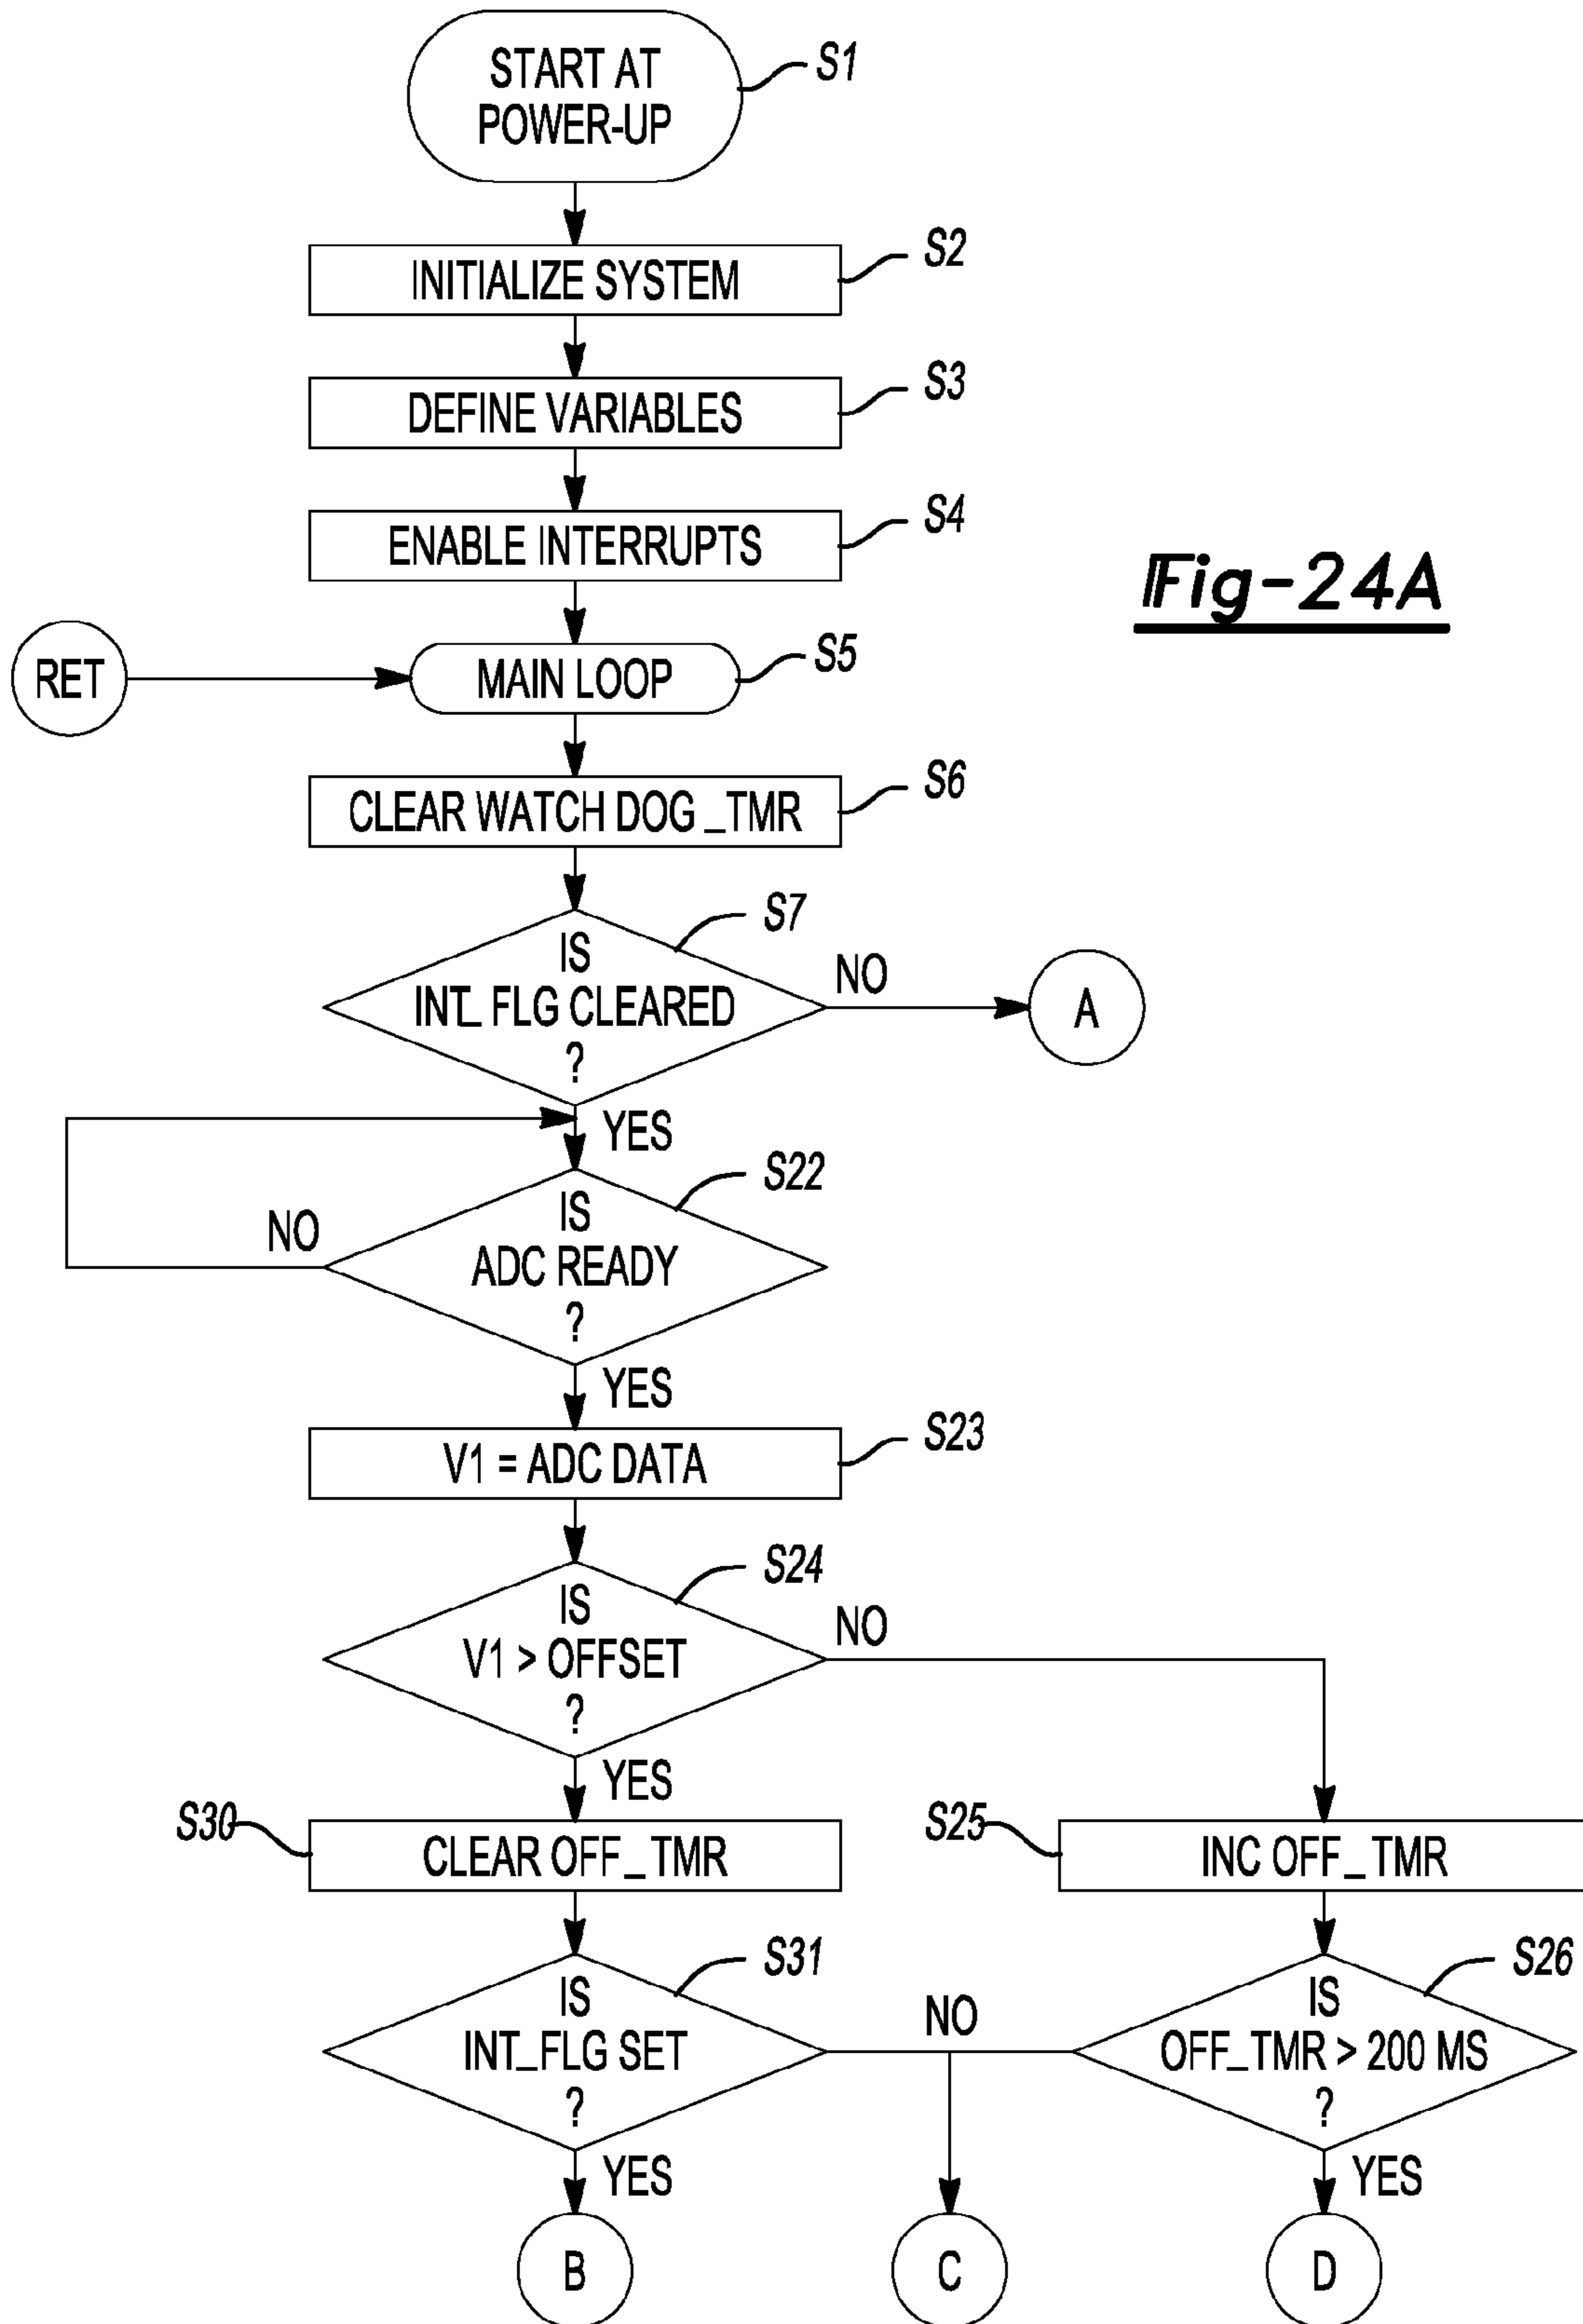 START AT
POWER-UP
S1
INITIALIZE SYSTEM
S2
DEFINE VARIABLES
S3
ENABLE INTERRUPTS
S4
Fig-24A
RET
MAIN LOOP
S5
CLEAR WATCH DOG _TMR
S6
S7
IS
INT_ FLG CLEARED
?
NO
A
YES
S22
IS
ADC READY
?
NO
YES
V1 = ADC DATA
S23
S24
IS
V1 > OFFSET
?
NO
YES
S30
CLEAR OFF_TMR
S25
INC OFF_TMR
S31
IS
INT_FLG SET
?
NO
S26
IS
OFF_TMR > 200 MS
?
YES
YES
B
C
D